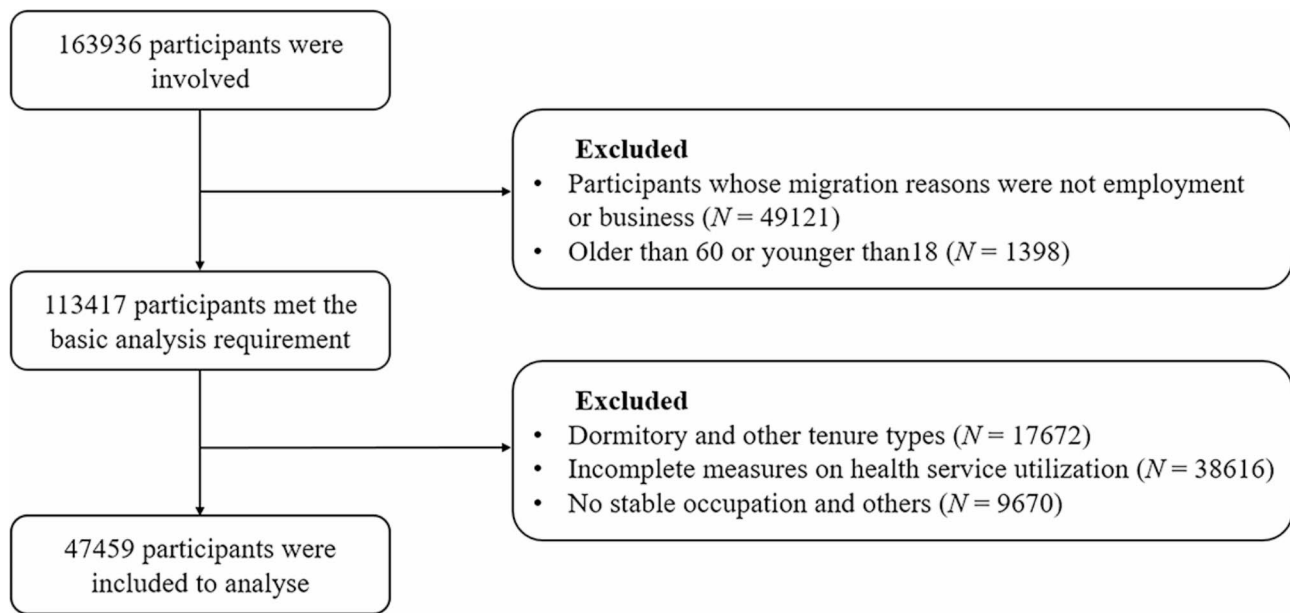 163936 participants were
involved
Excluded
• Participants whose migration reasons were not employment
or business (N = 49121)
• Older than 60 or younger than18 (N = 1398)
113417 participants met the
basic analysis requirement
Excluded
• Dormitory and other tenure types (N = 17672)
• Incomplete measures on health service utilization (N = 38616)
• No stable occupation and others (N = 9670)
47459 participants were
included to analyse